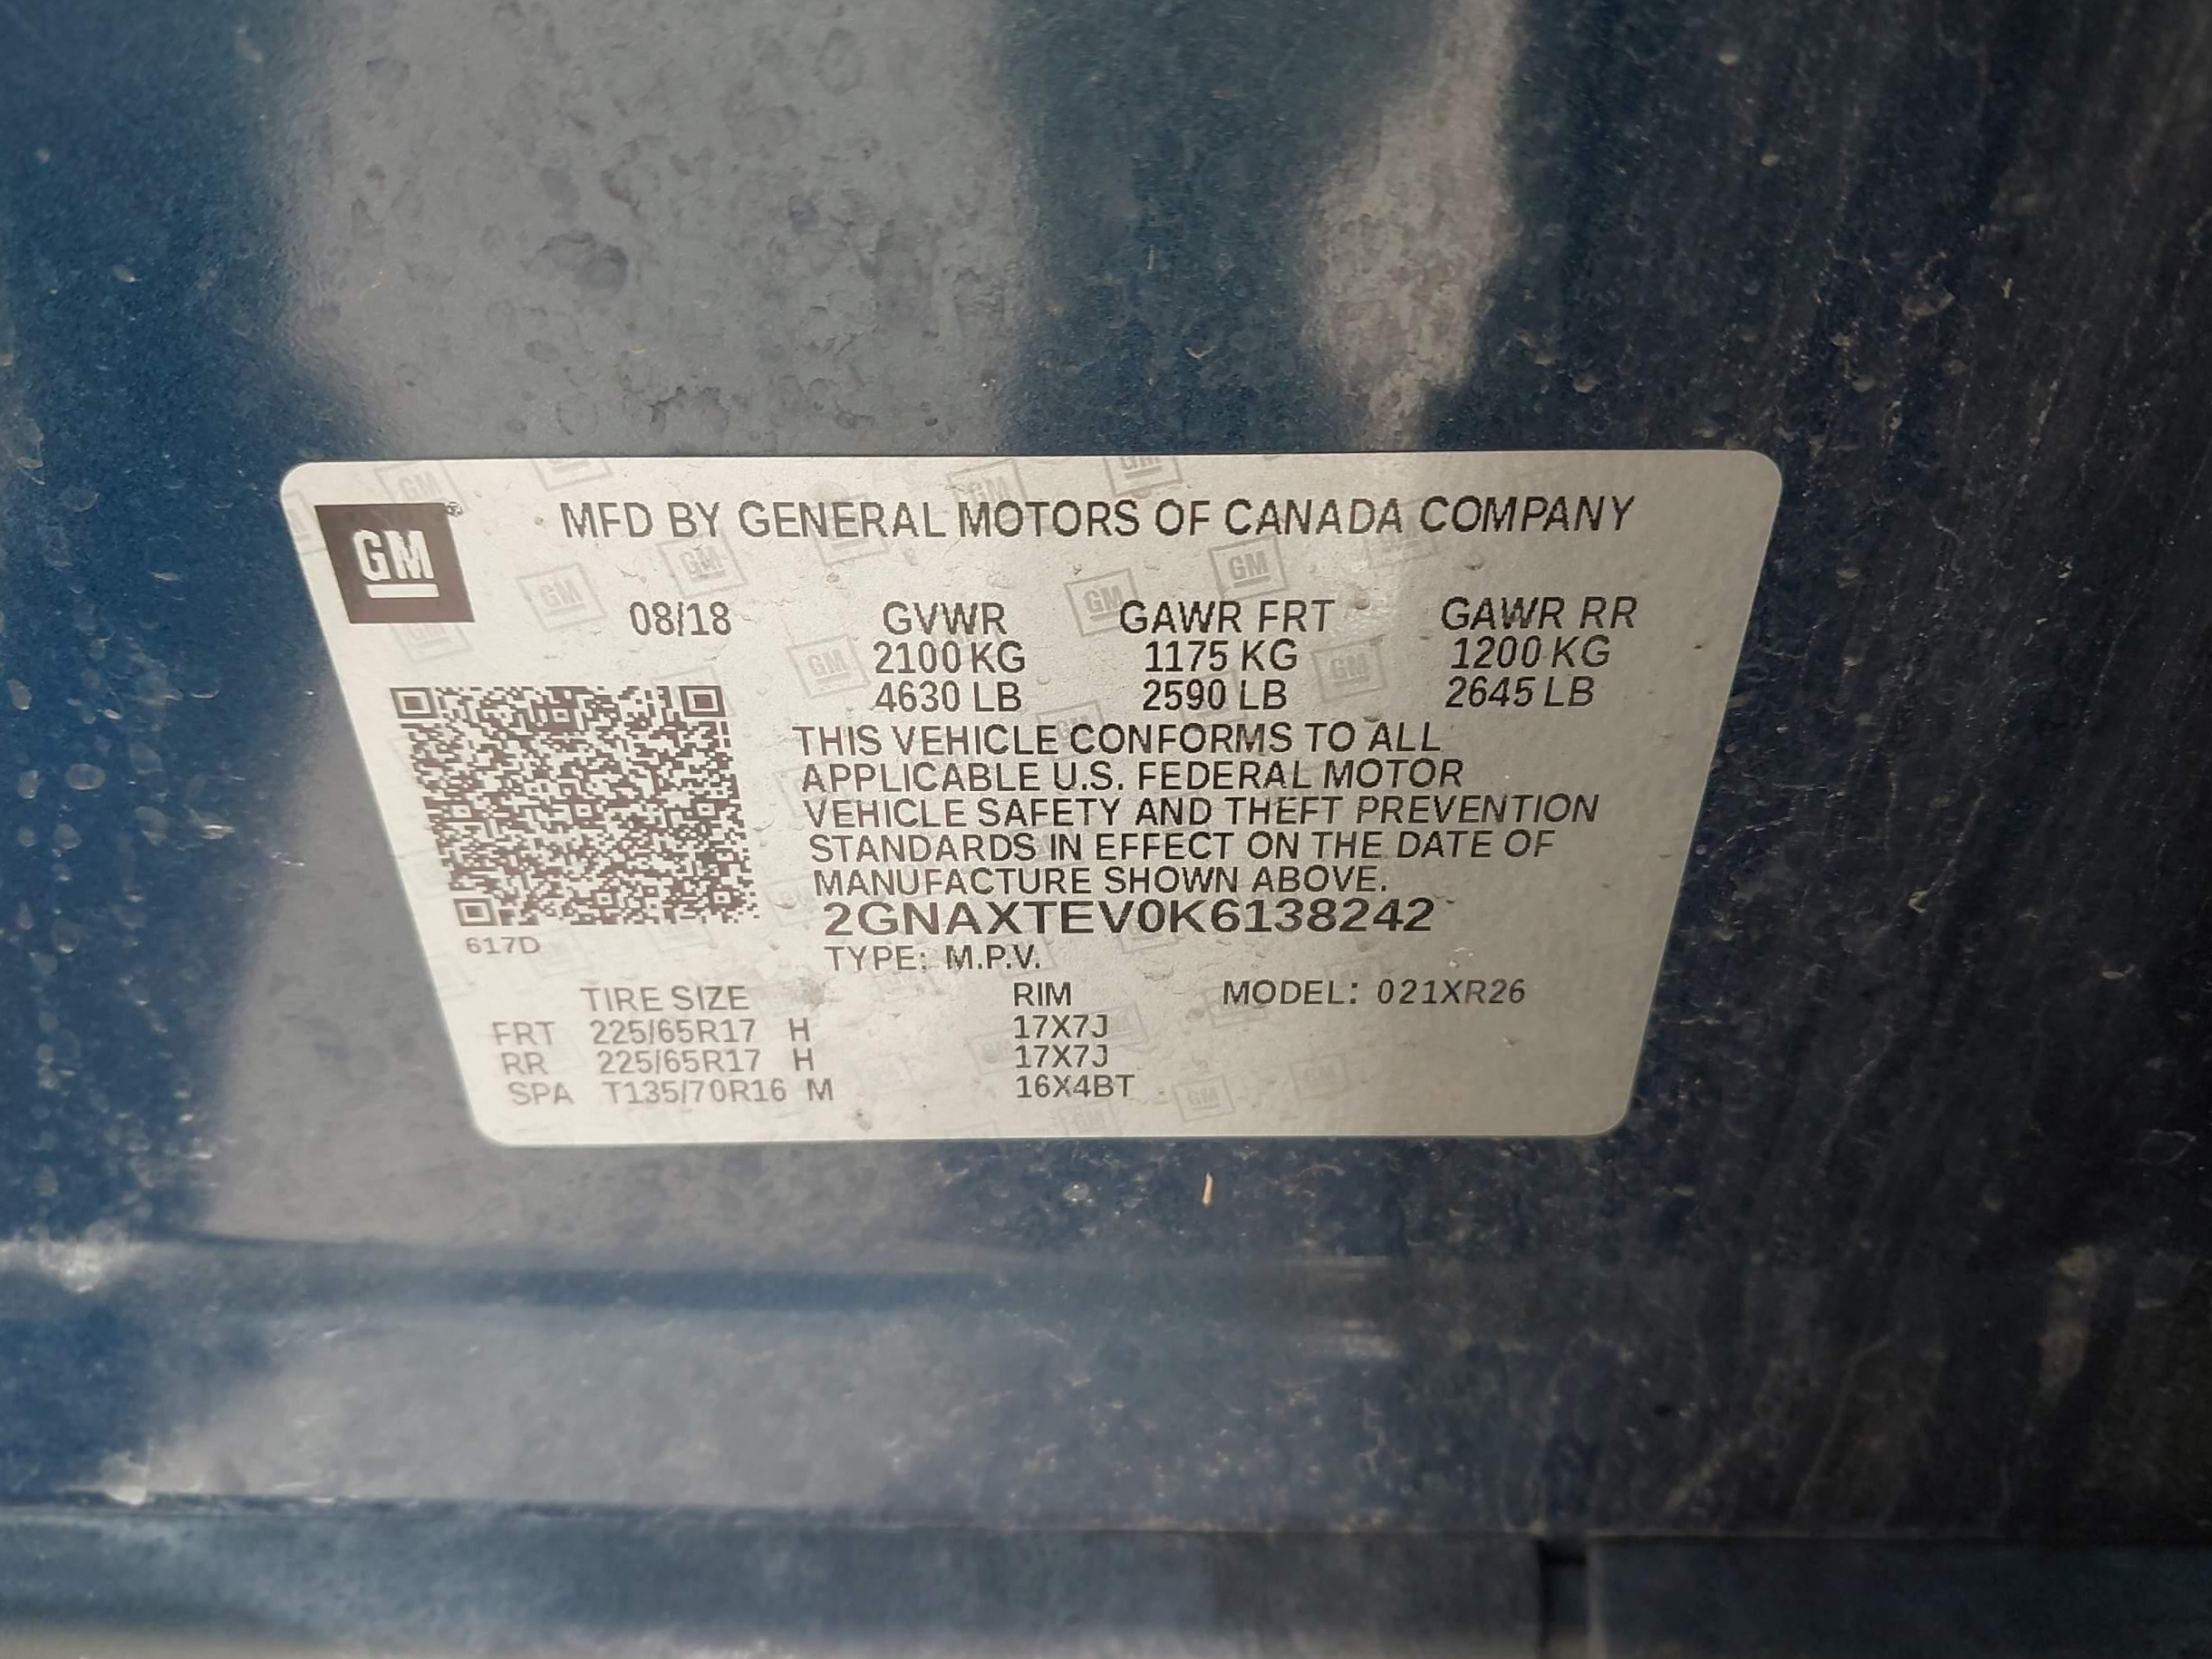 GM
MFD BY GENERAL MOTORS OF CANADA COMPANY
08/18 GVWR GAWR FRT GAWR RR
2100 KG 1175 KG 1200 KG
4630 LB 2590 LB 2645 LB
THIS VEHICLE CONFORMS TO ALL
APPLICABLE U.S. FEDERAL MOTOR
VEHICLE SAFETY AND THEFT PREVENTION
STANDARDS IN EFFECT ON THE DATE OF
MANUFACTURE SHOWN ABOVE.
2GNAXTEV0K6138242
617D
TYPE: M.P.V.
TIRE SIZE RIM MODEL: 021XR26
FRT 225/65R17 H 17X7J
RR 225/65R17 H 17X7J
SPA T135/70R16 M 16X4BT